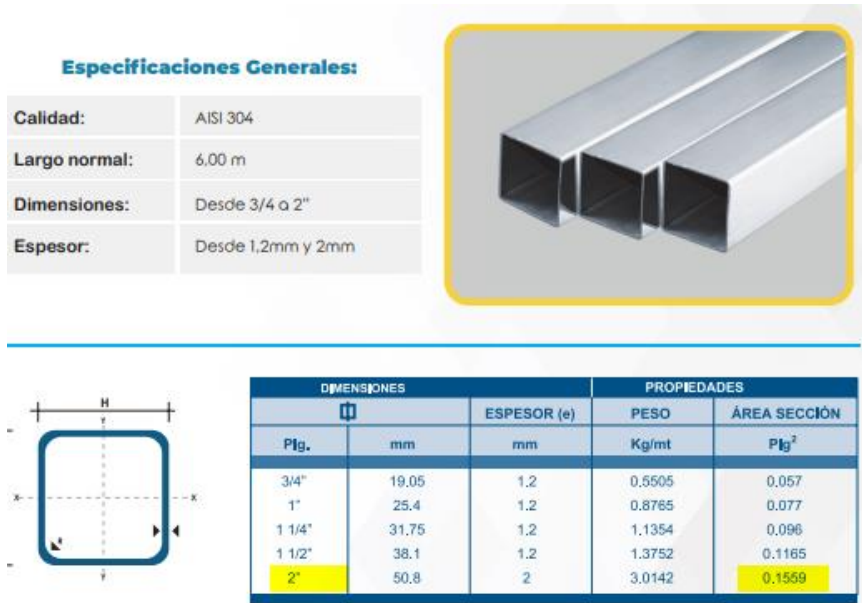 Especificaciones Generales:
Calidad: AISI 304
Largo normal: 6,00 m
Dimensiones: Desde 3/4 a 2"
Espesor: Desde 1,2mm y 2mm
H
Y
X X
e
Y
DIMENSIONES PROPIEDADES
ESPESOR (e) PESO ÁREA SECCIÓN
Plg. mm mm Kg/mt Plg²
3/4" 19.05 1.2 0.5505 0.057
1" 25.4 1.2 0.8765 0.077
1 1/4" 31.75 1.2 1.1354 0.096
1 1/2" 38.1 1.2 1.3752 0.1165
2" 50.8 2 3.0142 0.1559